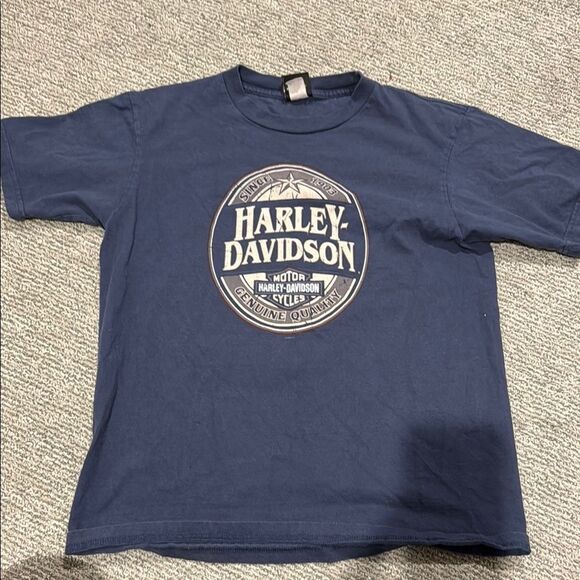 SINCE 1903
HARLEY-
DAVIDSON
MOTOR
HARLEY-DAVIDSON
CYCLES
GENUINE QUALITY